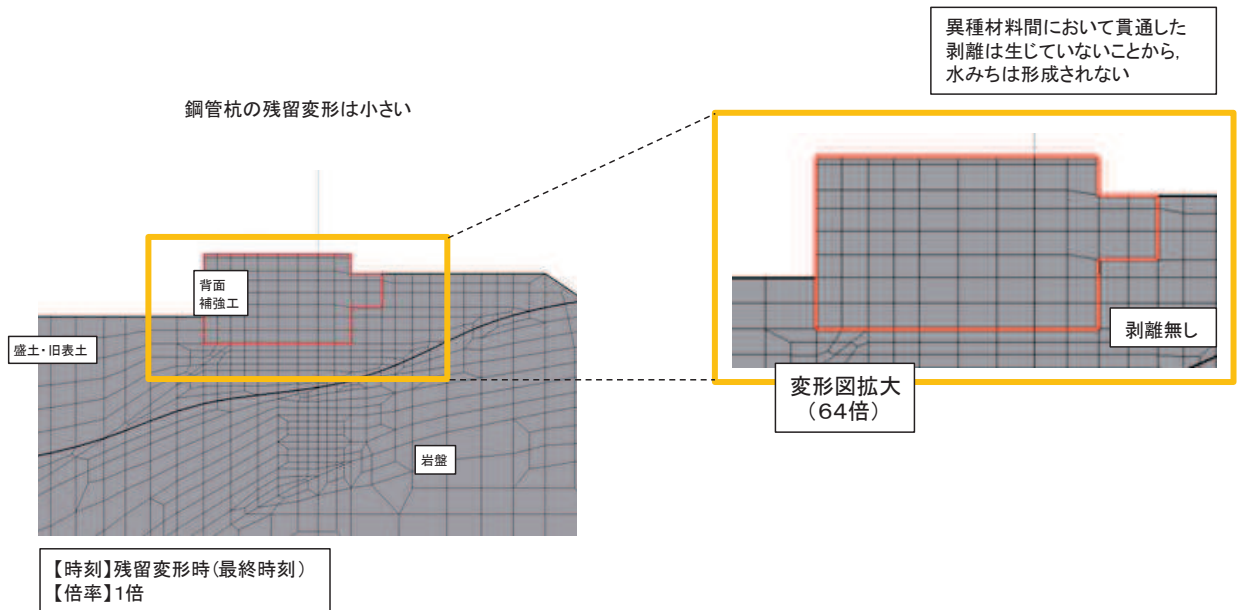 異種材料間において貫通した
剥離は生じていないことから,
水みちは形成されない
鋼管杭の残留変形は小さい
背面
補強工
盛土・旧表土
岩盤
剥離無し
変形図拡大
(64倍)
【時刻】残留変形時(最終時刻)
【倍率】1倍